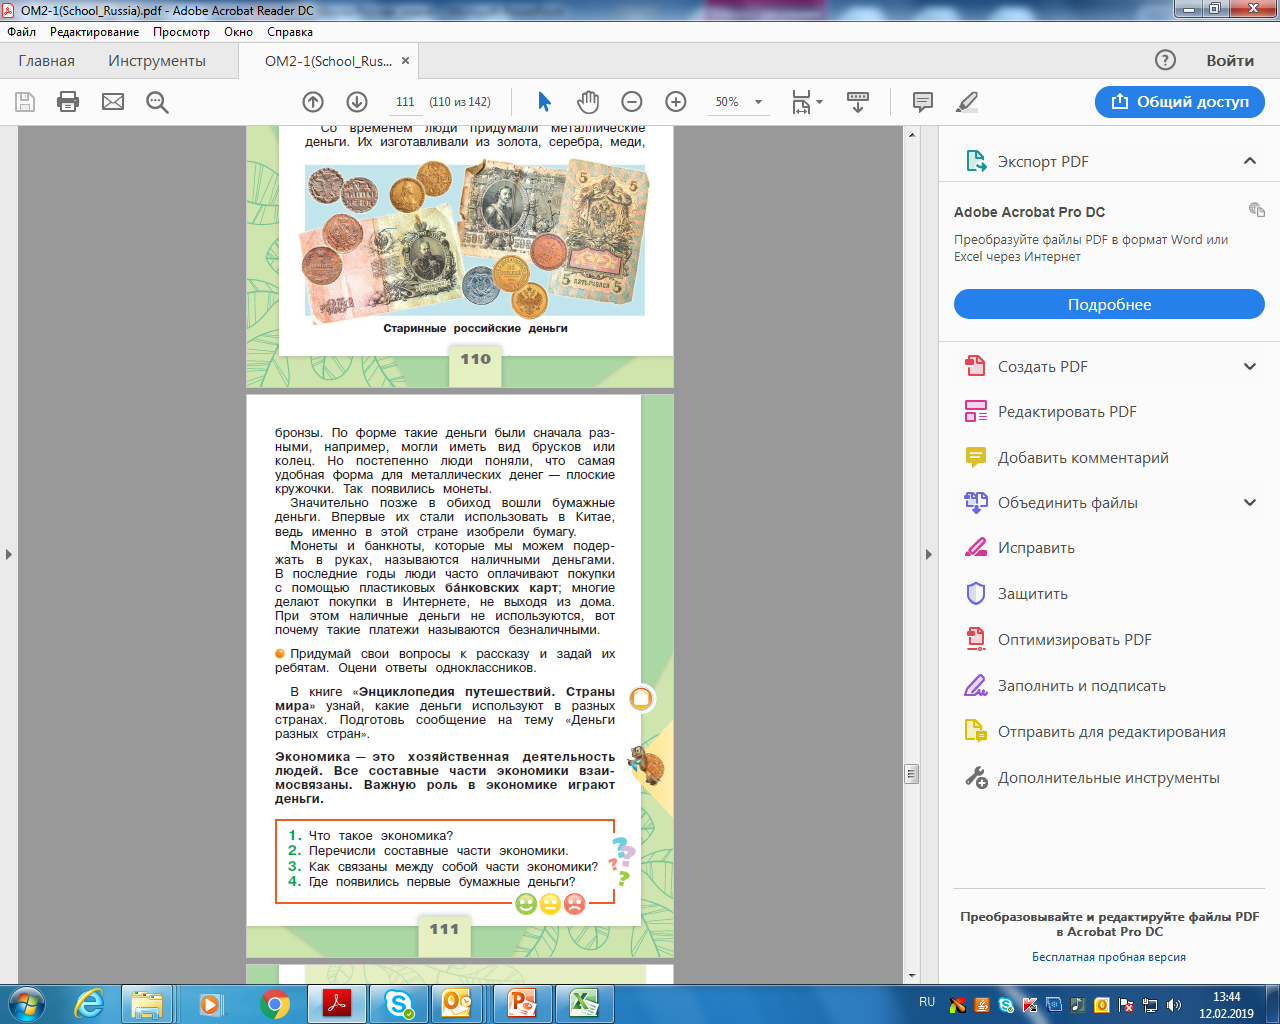 OM2-1(School_Russia).pdf - Adobe Acrobat Reader DC
Файл Редактирование Просмотр Окно Справка
Главная Инструменты OM2-1(School_Rus... × Войти
111 (110 из 142) 50% Общий доступ
Со временем люди придумали металлические
деньги. Их изготавливали из золота, серебра, меди,
5 5
500
5 5
ПЯТЬ РУБЛЕЙ
Старинные российские деньги
110
бронзы. По форме такие деньги были сначала раз-
ными, например, могли иметь вид брусков или
колец. Но постепенно люди поняли, что самая
удобная форма для металлических денег — плоские
кружочки. Так появились монеты.
Значительно позже в обиход вошли бумажные
деньги. Впервые их стали использовать в Китае,
ведь именно в этой стране изобрели бумагу.
Монеты и банкноты, которые мы можем подер-
жать в руках, называются наличными деньгами.
В последние годы люди часто оплачивают покупки
с помощью пластиковых ба́нковских карт; многие
делают покупки в Интернете, не выходя из дома.
При этом наличные деньги не используются, вот
почему такие платежи называются безналичными.
Придумай свои вопросы к рассказу и задай их
ребятам. Оцени ответы одноклассников.
В книге «Энциклопедия путешествий. Страны
мира» узнай, какие деньги используют в разных
странах. Подготовь сообщение на тему «Деньги
разных стран».
Экономика — это хозяйственная деятельность
людей. Все составные части экономики взаи-
мосвязаны. Важную роль в экономике играют
деньги.
1. Что такое экономика?
2. Перечисли составные части экономики.
3. Как связаны между собой части экономики?
4. Где появились первые бумажные деньги?
111
Экспорт PDF
Adobe Acrobat Pro DC
Преобразуйте файлы PDF в формат Word или
Excel через Интернет
Подробнее
Создать PDF
Редактировать PDF
Добавить комментарий
Объединить файлы
Исправить
Защитить
Оптимизировать PDF
Заполнить и подписать
Отправить для редактирования
Дополнительные инструменты
Преобразовывайте и редактируйте файлы PDF
в Acrobat Pro DC
Бесплатная пробная версия
RU
13:44
12.02.2019